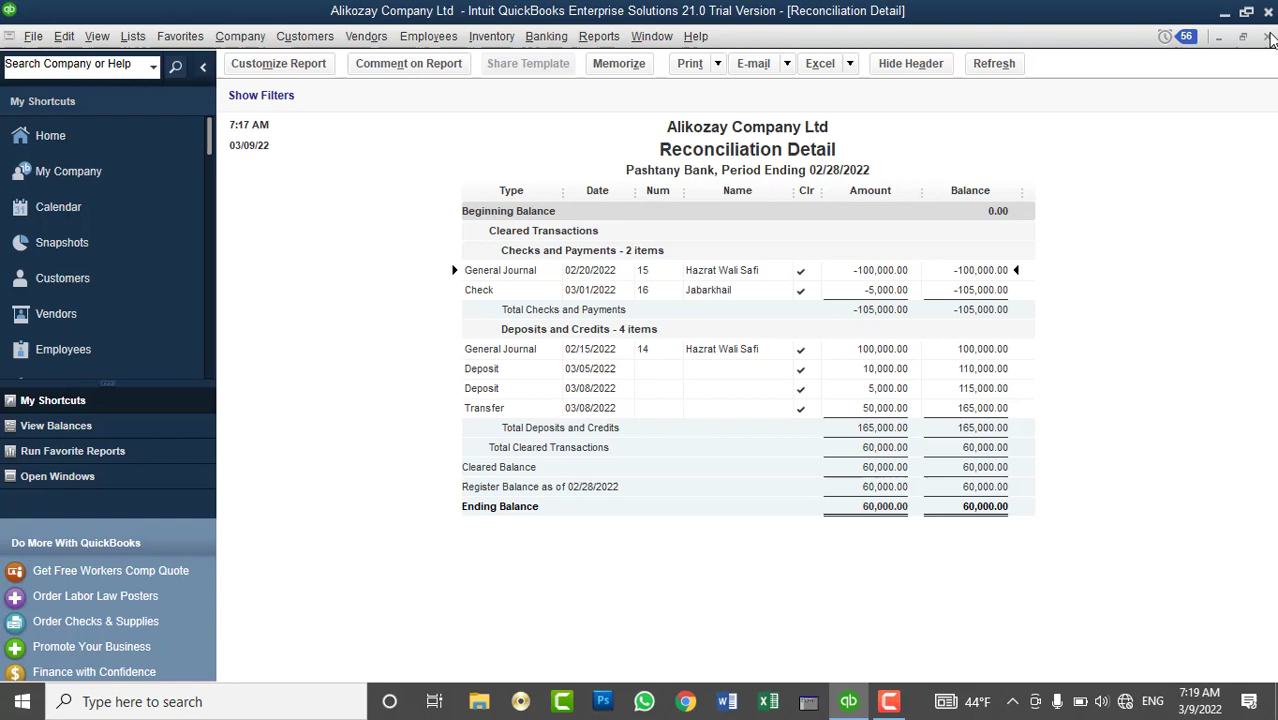 Alikozay Company Ltd - Intuit QuickBooks Enterprise Solutions 21.0 Trial Version - [Reconciliation Detail]
File Edit View Lists Favorites Company Customers Vendors Employees Inventory Banking Reports Window Help 56
Search Company or Help Customize Report Comment on Report Share Template Memorize Print E-mail Excel Hide Header Refresh
My Shortcuts
Show Filters
Home
My Company
Calendar
Snapshots
Customers
Vendors
Employees
My Shortcuts
View Balances
Run Favorite Reports
Open Windows
Do More With QuickBooks
Get Free Workers Comp Quote
Order Labor Law Posters
Order Checks & Supplies
Promote Your Business
Finance with Confidence
7:17 AM
03/09/22
Alikozay Company Ltd
Reconciliation Detail
Pashtany Bank, Period Ending 02/28/2022
Type Date Num Name Clr Amount Balance
Beginning Balance 0.00
Cleared Transactions
Checks and Payments - 2 items
General Journal 02/20/2022 15 Hazrat Wali Safi ✓ -100,000.00 -100,000.00
Check 03/01/2022 16 Jabarkhail ✓ -5,000.00 -105,000.00
Total Checks and Payments -105,000.00 -105,000.00
Deposits and Credits - 4 items
General Journal 02/15/2022 14 Hazrat Wali Safi ✓ 100,000.00 100,000.00
Deposit 03/05/2022 ✓ 10,000.00 110,000.00
Deposit 03/08/2022 ✓ 5,000.00 115,000.00
Transfer 03/08/2022 ✓ 50,000.00 165,000.00
Total Deposits and Credits 165,000.00 165,000.00
Total Cleared Transactions 60,000.00 60,000.00
Cleared Balance 60,000.00 60,000.00
Register Balance as of 02/28/2022 60,000.00 60,000.00
Ending Balance 60,000.00 60,000.00
Type here to search 44°F ENG 7:19 AM
3/9/2022